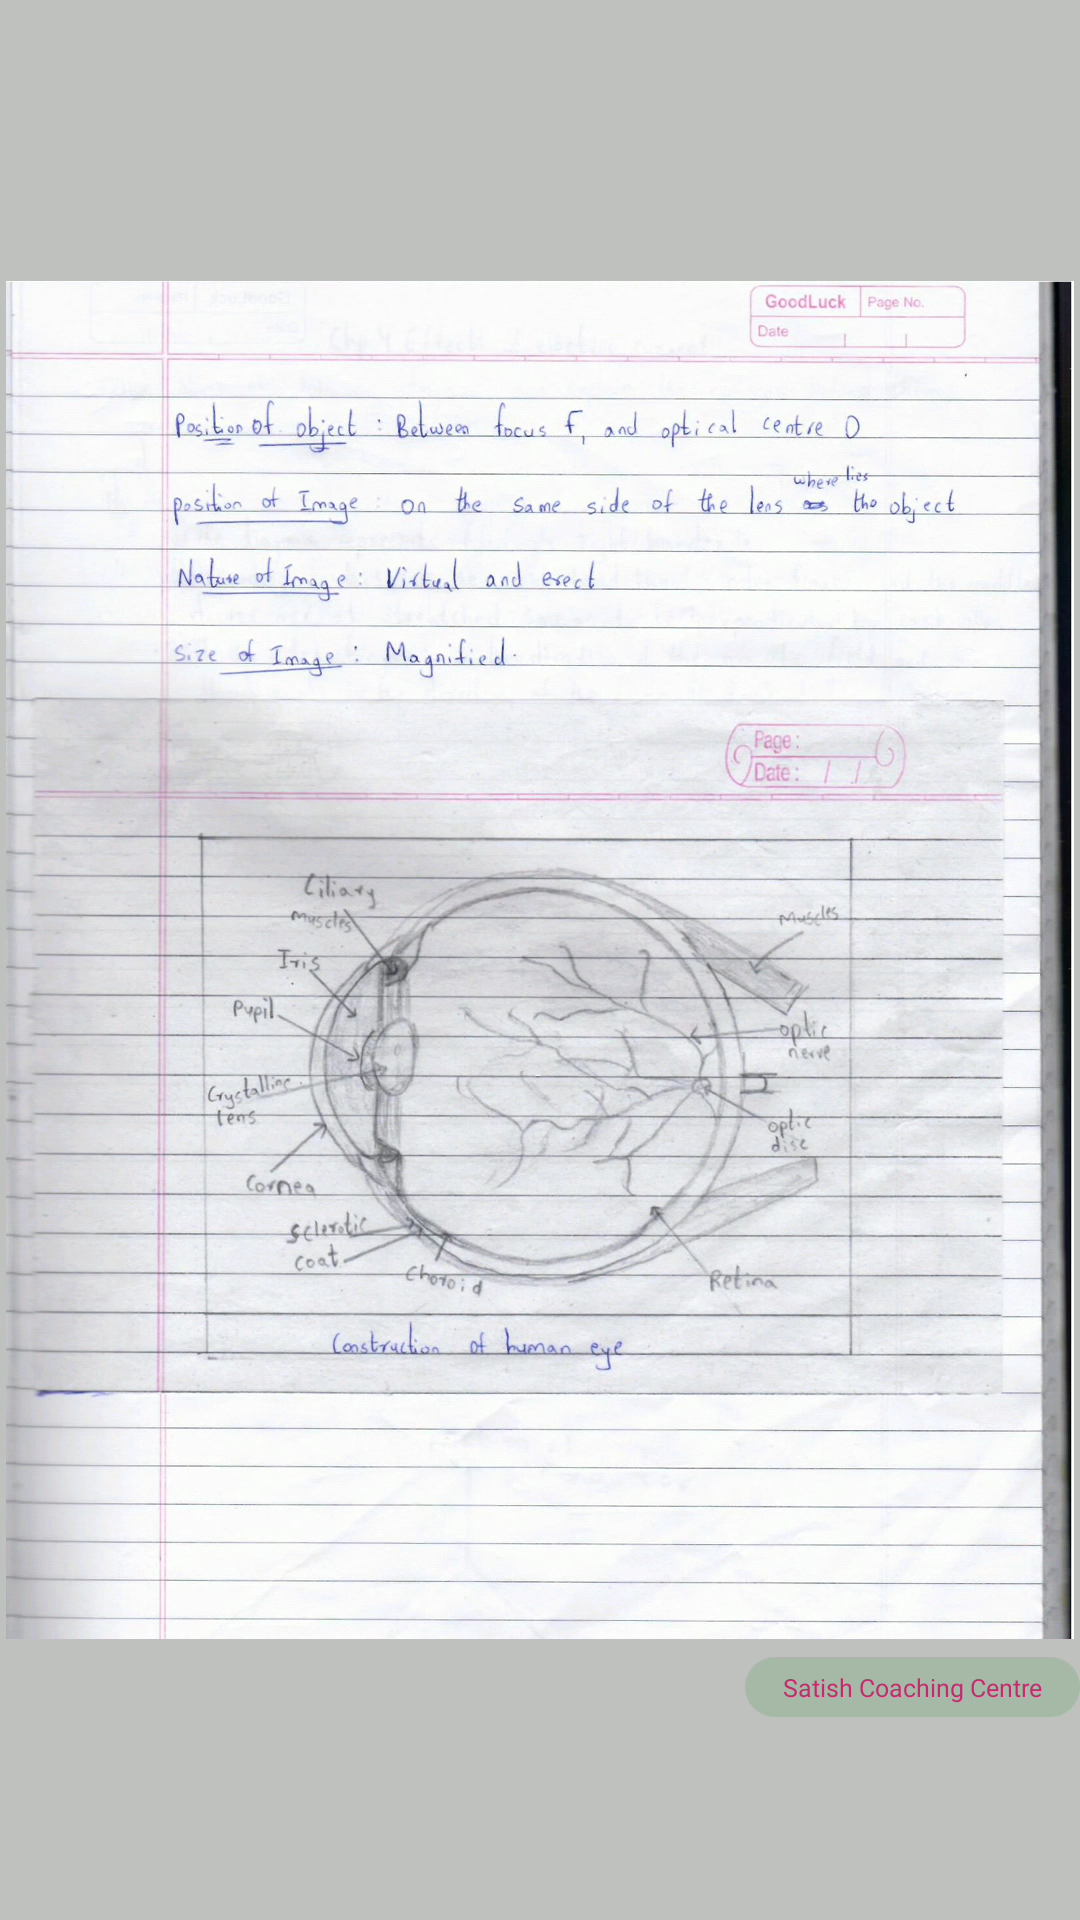 GoodLuck Page No.
Date
Position of object : Between focus F₁ and optical centre O
where lies
position of Image : on the same side of the lens the object
Nature of Image : Virtual and erect
Size of Image : Magnified.
Page :
Date : / /
Ciliary
Muscles
Muscles
Iris
Pupil
optic
nerve
Crystalline
lens
optic
disc
Cornea
Sclerotic
coat
Choroid
Retina
Construction of human eye
Satish Coaching Centre